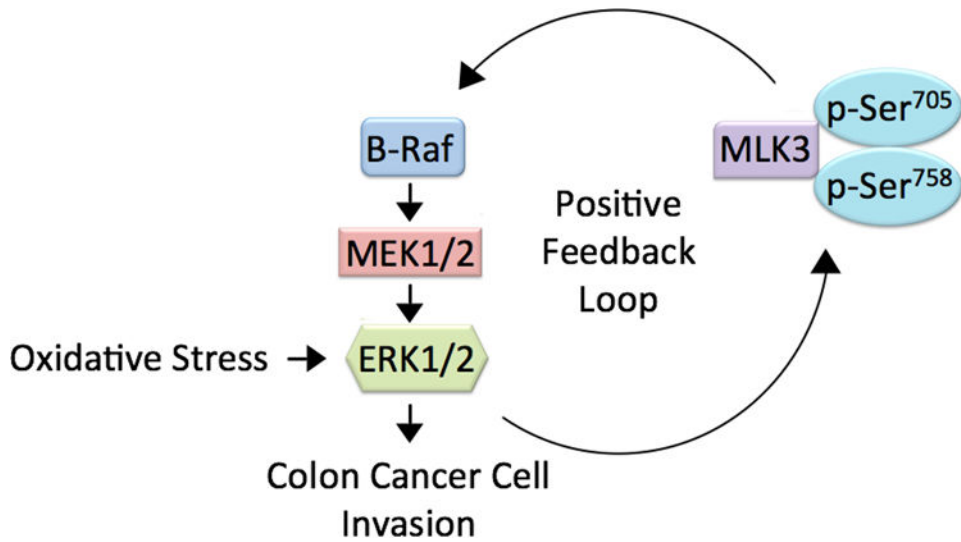 B-Raf
MEK1/2
Oxidative Stress
ERK1/2
Colon Cancer Cell
Invasion
Positive
Feedback
Loop
MLK3
p-Ser⁷⁰⁵
p-Ser⁷⁵⁸